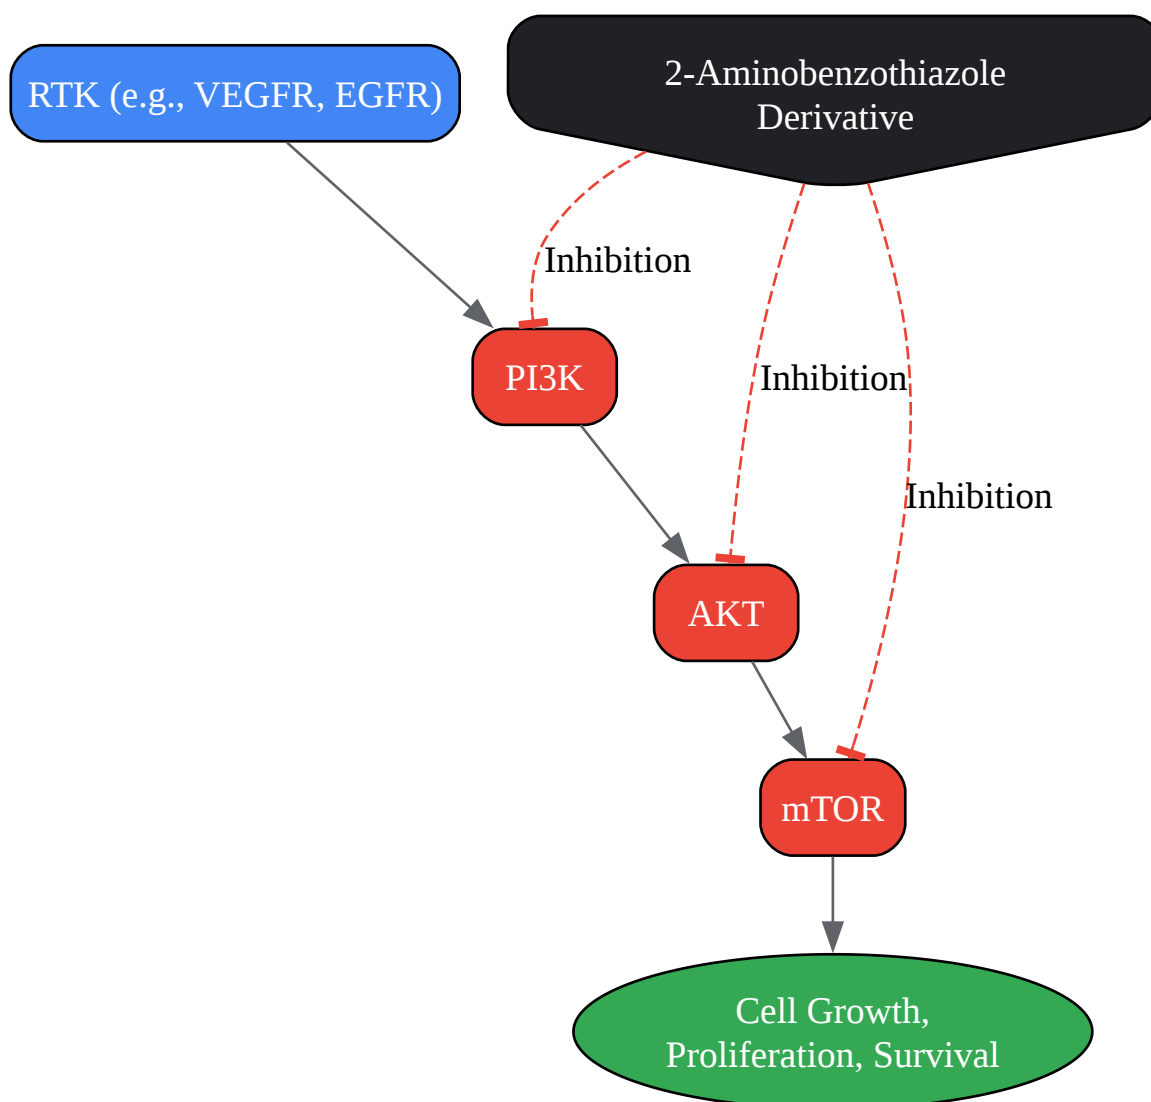 RTK (e.g., VEGFR, EGFR)
2-Aminobenzothiazole
Derivative
Inhibition
PI3K
Inhibition
Inhibition
AKT
mTOR
Cell Growth,
Proliferation, Survival